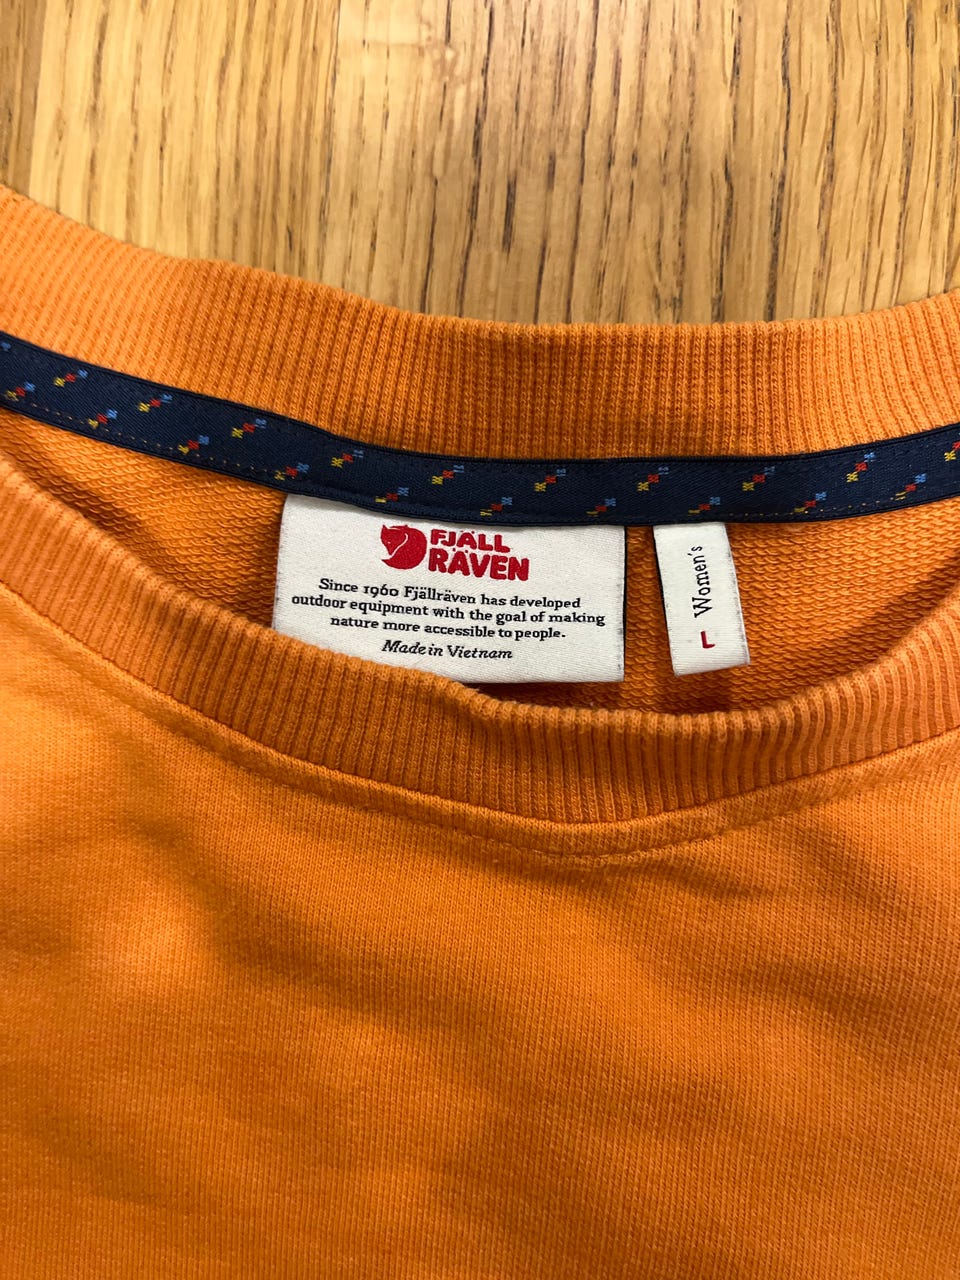 FJÄLL
RÄVEN
Since 1960 Fjällräven has developed
outdoor equipment with the goal of making
nature more accessible to people.
Made in Vietnam
Women's
L